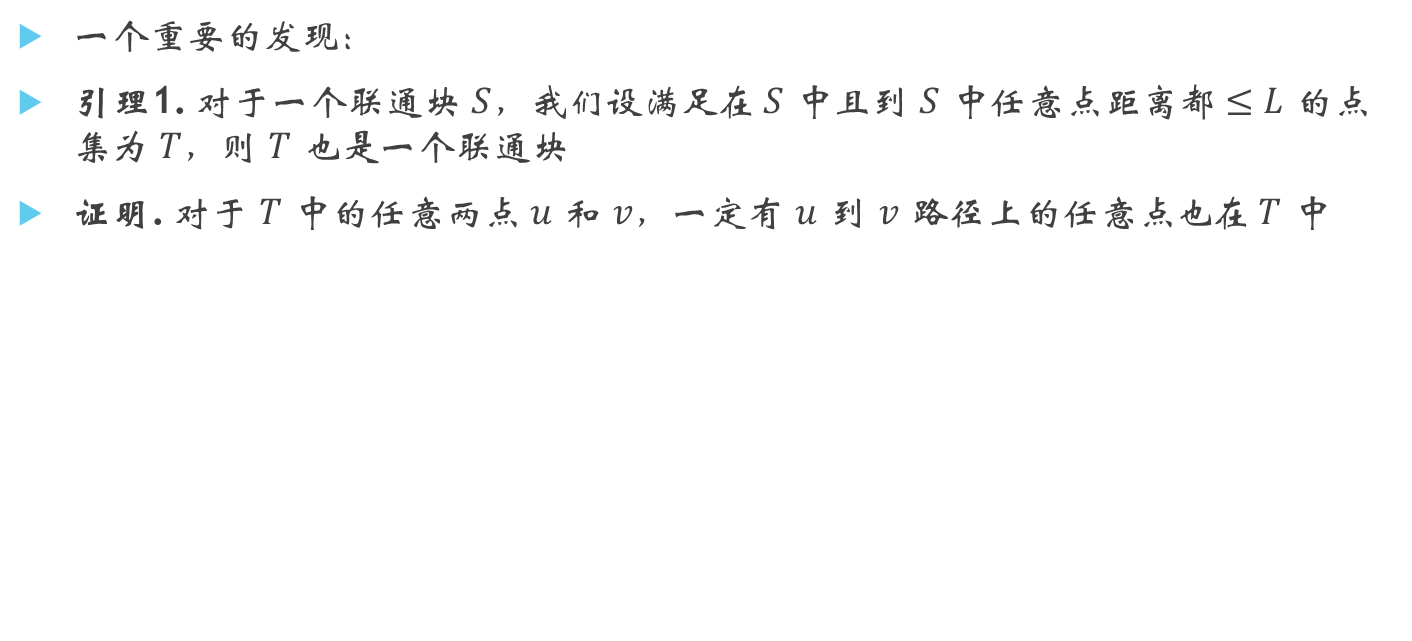 一个重要的发现：
引理1. 对于一个联通块 S，我们设满足在 S 中且到 S 中任意点距离都 ≤ L 的点
集为 T，则 T 也是一个联通块
证明. 对于 T 中的任意两点 u 和 v，一定有 u 到 v 路径上的任意点也在 T 中